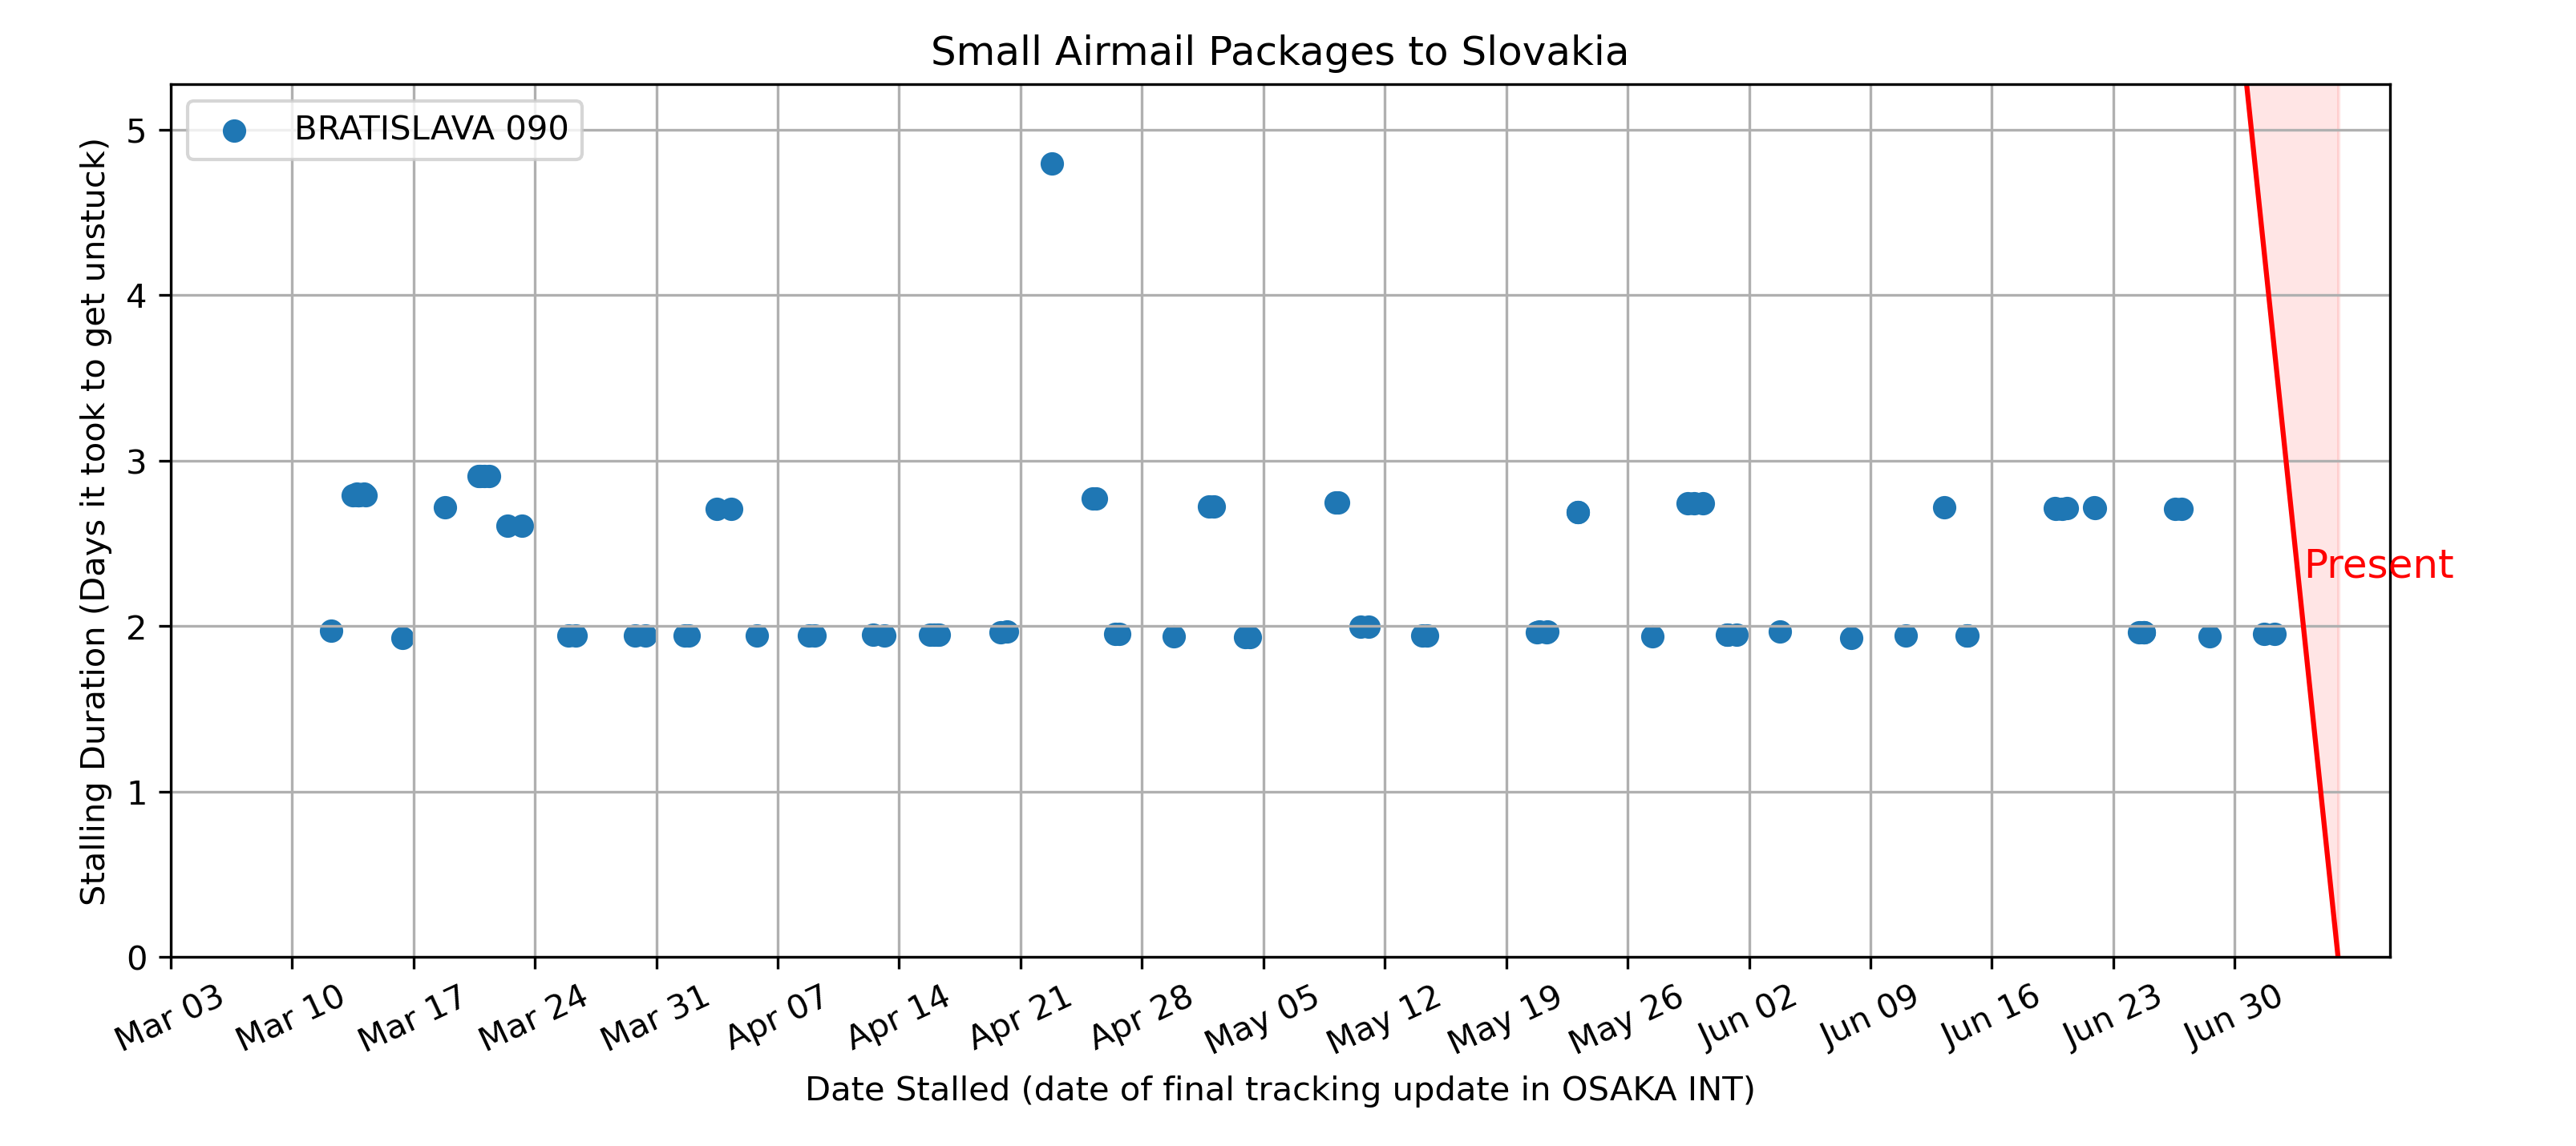 Small Airmail Packages to Slovakia
BRATISLAVA 090
Stalling Duration (Days it took to get unstuck)
5
4
3
2
1
0
Present
Mar 03
Mar 10
Mar 17
Mar 24
Mar 31
Apr 07
Apr 14
Apr 21
Apr 28
May 05
May 12
May 19
May 26
Jun 02
Jun 09
Jun 16
Jun 23
Jun 30
Date Stalled (date of final tracking update in OSAKA INT)